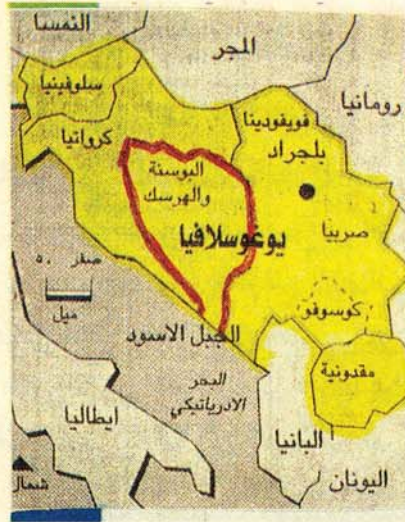 النمسا
المجر
سلوفينيا
رومانيا
كرواتيا
فويفودينا
بلجراد
البوسنة
والهرسك
صربيا
يوغوسلافيا
صفر ٥٠
ميل
كوسوفو
الجبل الاسود
مقدونية
البحر
الادرياتيكي
ايطاليا
البانيا
اليونان
شمال